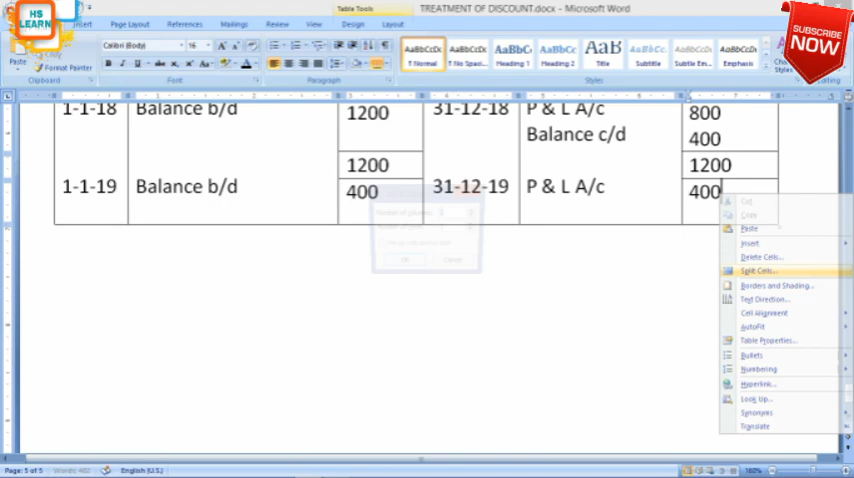 HS
LEARN
SUBSCRIBE
NOW
Table Tools
TREATMENT OF DISCOUNT.docx - Microsoft Word
Insert
Page Layout
References
Mailings
Review
View
Design
Layout
Paste
Format Painter
Calibri (Body)
16
AaBbCcDc
AaBbCcDc
AaBbC
AaBbCc
AaB
AaBbCc.
AaBbCcDc
AaBbCcDc
¶ Normal
¶ No Spaci...
Heading 1
Heading 2
Title
Subtitle
Subtle Em...
Emphasis
Styles
Clipboard
Font
Paragraph
Styles
1-1-18 Balance b/d 1200 31-12-18 P & L A/c 800
Balance c/d 400
1200 1200
1-1-19 Balance b/d 400 31-12-19 P & L A/c 400
Cut
Copy
Paste
Insert
Delete Cells...
Split Cells...
Borders and Shading...
Text Direction...
Cell Alignment
AutoFit
Table Properties...
Bullets
Numbering
Hyperlink...
Look Up...
Synonyms
Translate
Page: 5 of 5
Words: 402
English (U.S.)
160%